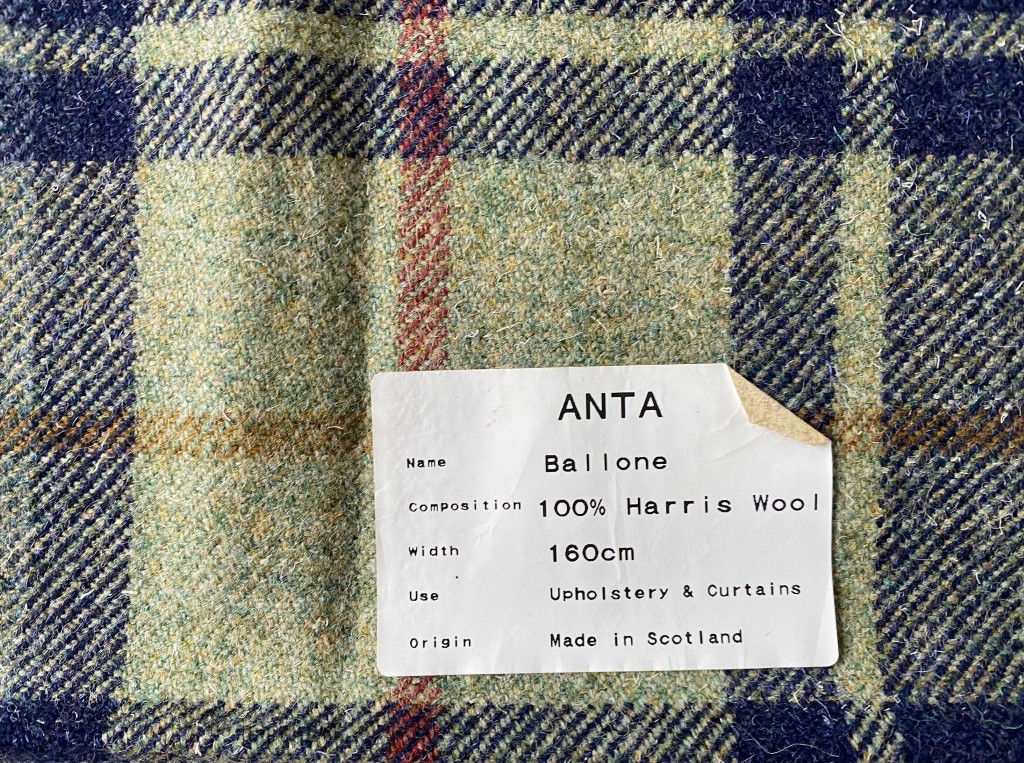 ANTA
Name Ballone
Composition 100% Harris Wool
Width 160cm
Use Upholstery & Curtains
Origin Made in Scotland